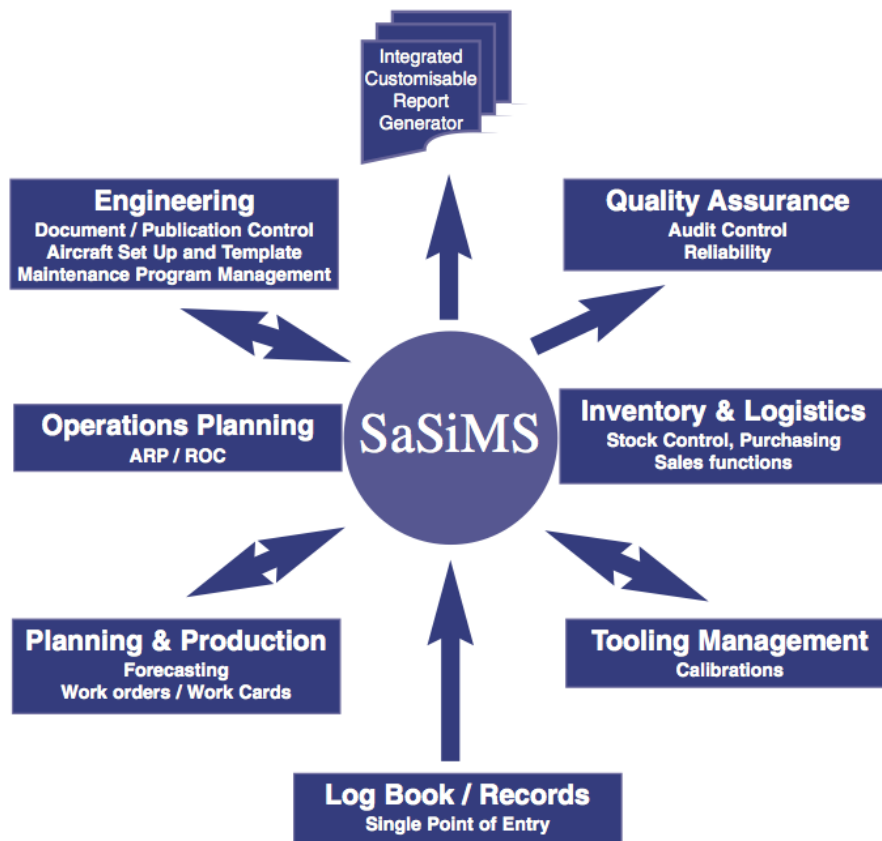 Integrated
Customisable
Report
Generator
Engineering
Document / Publication Control
Aircraft Set Up and Template
Maintenance Program Management
Quality Assurance
Audit Control
Reliability
Operations Planning
ARP / ROC
SaSiMS
Inventory & Logistics
Stock Control, Purchasing
Sales functions
Planning & Production
Forecasting
Work orders / Work Cards
Tooling Management
Calibrations
Log Book / Records
Single Point of Entry